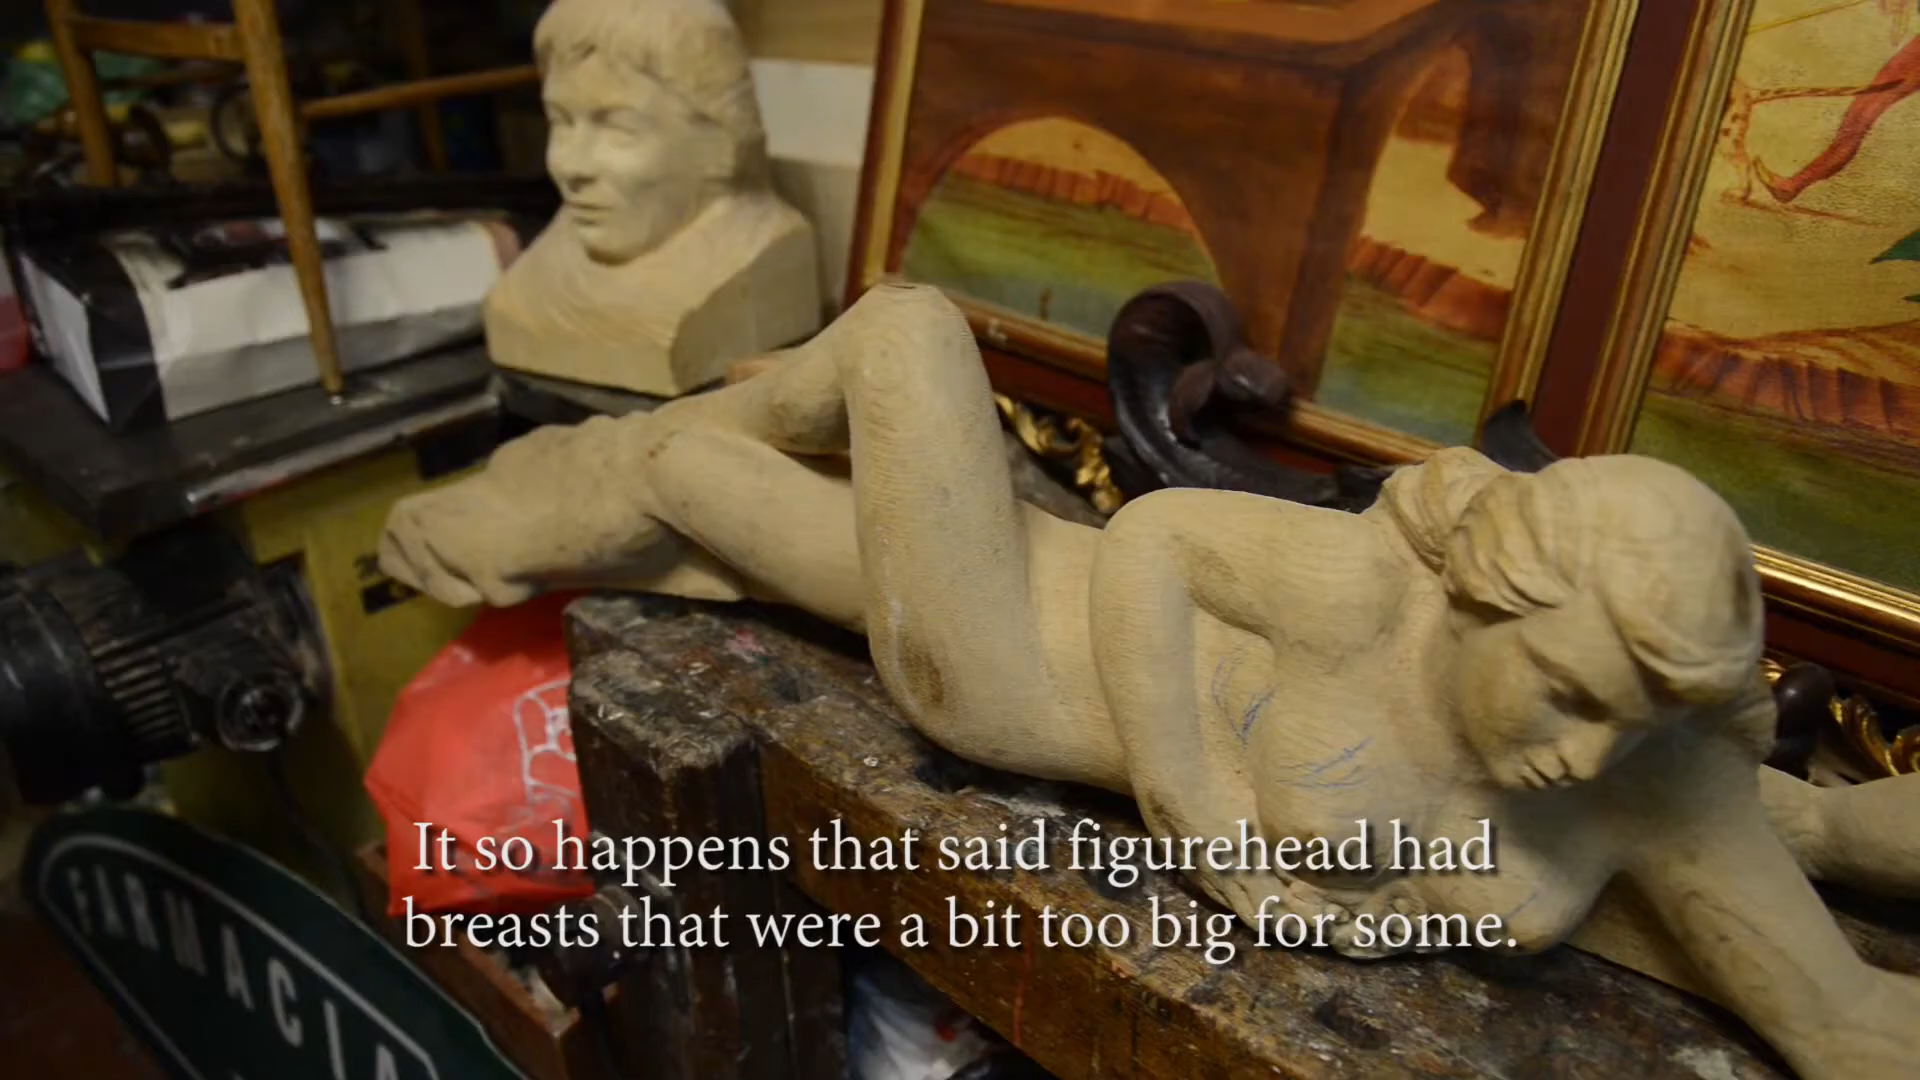 It so happens that said figurehead had
breasts that were a bit too big for some.
FARMACIA